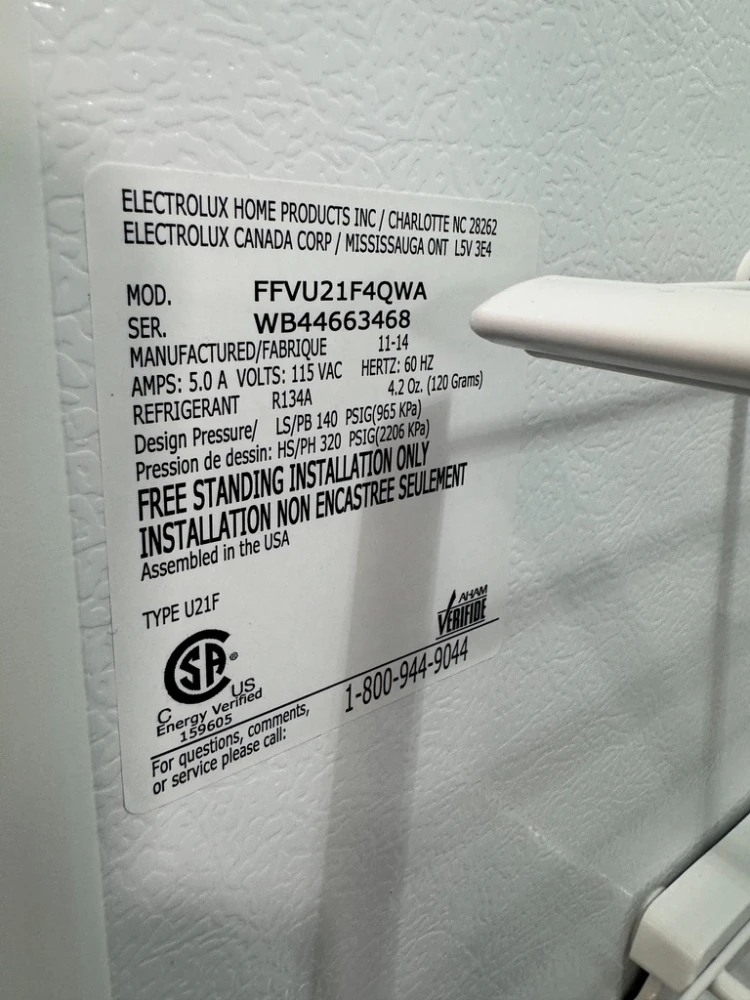 ELECTROLUX HOME PRODUCTS INC / CHARLOTTE NC 28262
ELECTROLUX CANADA CORP / MISSISSAUGA ONT L5V 3E4
MOD. FFVU21F4QWA
SER. WB44663468
MANUFACTURED/FABRIQUE 11-14
AMPS: 5.0 A VOLTS: 115 VAC HERTZ: 60 HZ
REFRIGERANT R134A 4.2 Oz. (120 Grams)
Design Pressure/ LS/PB 140 PSIG(965 KPa)
Pression de dessin: HS/PH 320 PSIG(2206 KPa)
FREE STANDING INSTALLATION ONLY
INSTALLATION NON ENCASTREE SEULEMENT
Assembled in the USA
TYPE U21F
AHAM
VERIFIDE
CSA®
C US
Energy Verified
159605
For questions, comments,
or service please call:
1-800-944-9044